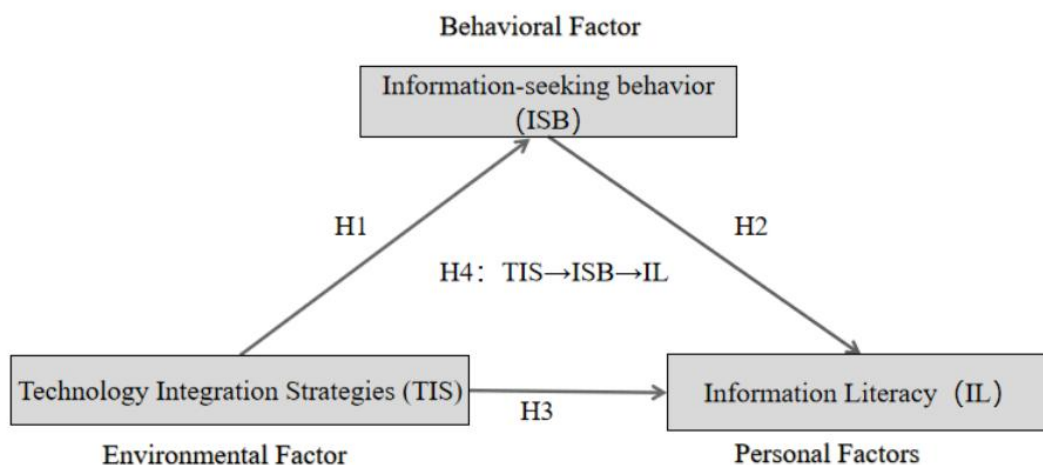 Behavioral Factor
Information-seeking behavior
（ISB）
H1
H2
H4：TIS→ISB→IL
Technology Integration Strategies (TIS)
H3
Information Literacy（IL）
Environmental Factor
Personal Factors